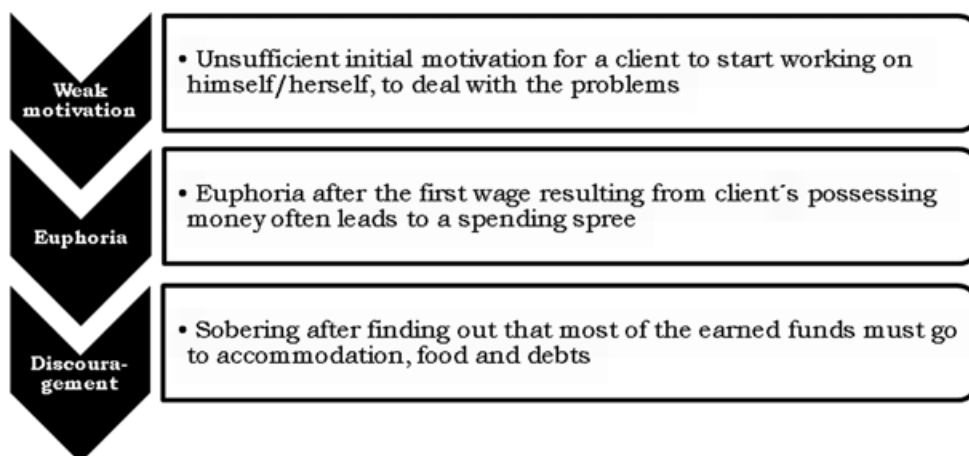 Weak
motivation
• Unsufficient initial motivation for a client to start working on
himself/herself, to deal with the problems
Euphoria
• Euphoria after the first wage resulting from client´s possessing
money often leads to a spending spree
Discoura-
gement
• Sobering after finding out that most of the earned funds must go
to accommodation, food and debts